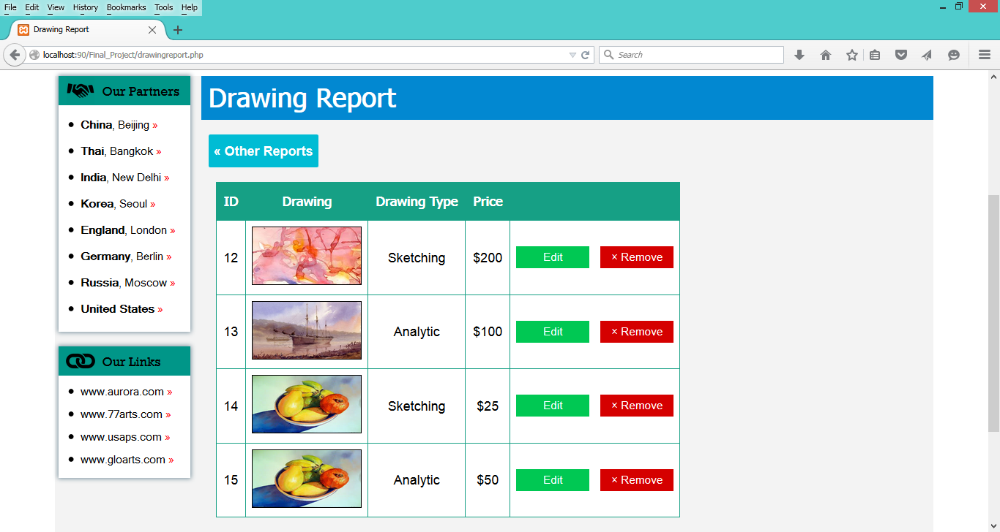 File Edit View History Bookmarks Tools Help
Drawing Report
localhost:90/Final_Project/drawingreport.php
Search
Our Partners
• China, Beijing »
• Thai, Bangkok »
• India, New Delhi »
• Korea, Seoul »
• England, London »
• Germany, Berlin »
• Russia, Moscow »
• United States »
Our Links
• www.aurora.com »
• www.77arts.com »
• www.usaps.com »
• www.gloarts.com »
Drawing Report
« Other Reports
ID Drawing Drawing Type Price
12 Sketching $200 Edit × Remove
13 Analytic $100 Edit × Remove
14 Sketching $25 Edit × Remove
15 Analytic $50 Edit × Remove